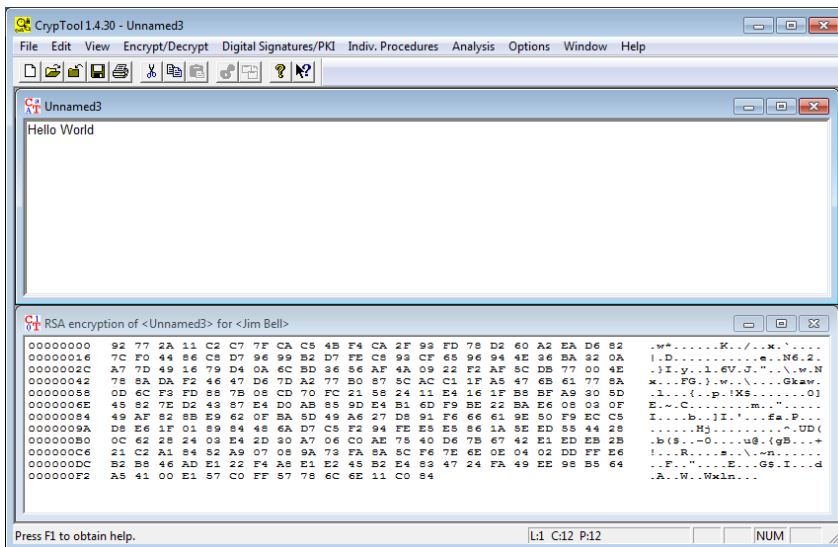 CrypTool 1.4.30 - Unnamed3
File Edit View Encrypt/Decrypt Digital Signatures/PKI Indiv. Procedures Analysis Options Window Help
Unnamed3
Hello World
RSA encryption of <Unnamed3> for <Jim Bell>
00000000 92 77 2A 11 C2 C7 7F CA C5 4B F4 CA 2F 93 FD 78 D2 60 A2 EA D6 82 .w*......K../..x.`....
00000016 7C F0 44 86 C8 D7 96 99 B2 D7 FE C8 93 CF 65 96 94 4E 36 BA 32 0A |.D...........e..N6.2.
0000002C A7 7D 49 16 79 D4 0A 6C BD 36 56 AF 4A 09 22 F2 AF 5C DB 77 00 4E .}I.y..l.6V.J."..\.w.N
00000042 78 8A DA F2 46 47 D6 7D A2 77 B0 87 5C AC C1 1F A5 47 6B 61 77 8A x...FG.}.w..\....Gkaw.
00000058 0D 6C F3 FD 88 7B 08 CD 70 FC 21 58 24 11 E4 16 1F B8 BF A9 30 5D .l...{..p.!X$.......0]
0000006E 45 82 7E D2 43 87 E4 D0 AB 85 9D E4 B1 6D F9 BE 22 BA E6 08 03 0F E.~.C........m..".....
00000084 49 AF 82 8B E9 62 0F BA 5D 49 A6 27 D8 91 F6 66 61 9E 50 F9 EC C5 I....b..]I.'...fa.P...
0000009A D8 E6 1F 01 89 84 48 6A D7 C5 F2 94 FE E5 E5 86 1A 5E ED 55 44 28 ......Hj.........^.UD(
000000B0 0C 62 28 24 03 E4 2D 30 A7 06 C0 AE 75 40 D6 7B 67 42 E1 ED EB 2B .b($..-0....u@.{gB...+
000000C6 21 C2 A1 84 52 A9 07 08 9A 73 FA 8A 5C F6 7E 6E 0E 04 02 DD FF E6 !...R....s..\.~n......
000000DC B2 B8 46 AD E1 22 F4 A8 E1 E2 45 B2 E4 83 47 24 FA 49 EE 98 B5 64 ..F.."....E...G$.I...d
000000F2 A5 41 00 E1 57 C0 FF 57 78 6C 6E 11 C0 84 .A..W..Wxln...
Press F1 to obtain help. L:1 C:12 P:12 NUM